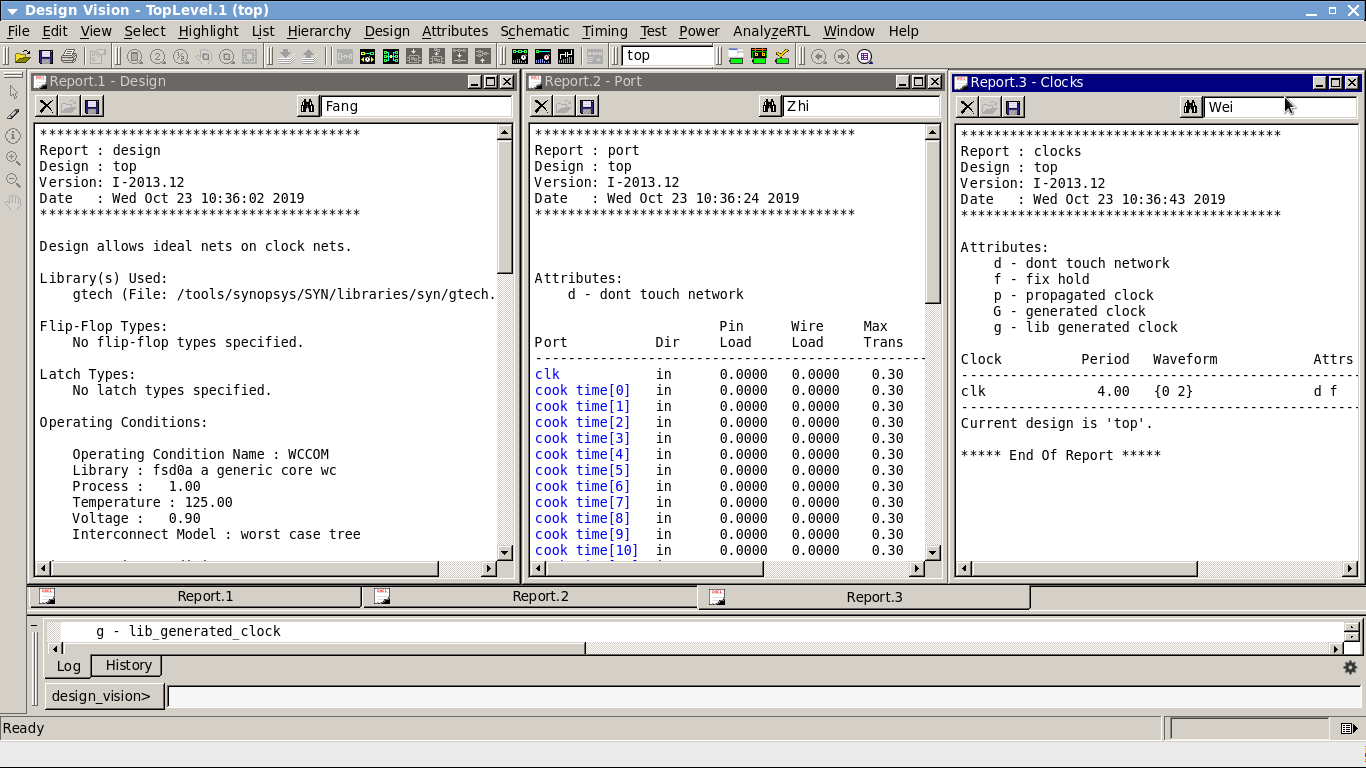 Design Vision - TopLevel.1 (top)
File Edit View Select Highlight List Hierarchy Design Attributes Schematic Timing Test Power AnalyzeRTL Window Help
top
Report.1 - Design
Fang
****************************************
Report : design
Design : top
Version: I-2013.12
Date   : Wed Oct 23 10:36:02 2019
****************************************
Design allows ideal nets on clock nets.
Library(s) Used:
gtech (File: /tools/synopsys/SYN/libraries/syn/gtech.
Flip-Flop Types:
No flip-flop types specified.
Latch Types:
No latch types specified.
Operating Conditions:
Operating Condition Name : WCCOM
Library : fsd0a a generic core wc
Process :   1.00
Temperature : 125.00
Voltage :   0.90
Interconnect Model : worst case tree
Report.2 - Port
Zhi
****************************************
Report : port
Design : top
Version: I-2013.12
Date   : Wed Oct 23 10:36:24 2019
****************************************
Attributes:
d - dont touch network
Pin Wire Max
Port Dir Load Load Trans
--------------------------------------------------
clk in 0.0000 0.0000 0.30
cook time[0] in 0.0000 0.0000 0.30
cook time[1] in 0.0000 0.0000 0.30
cook time[2] in 0.0000 0.0000 0.30
cook time[3] in 0.0000 0.0000 0.30
cook time[4] in 0.0000 0.0000 0.30
cook time[5] in 0.0000 0.0000 0.30
cook time[6] in 0.0000 0.0000 0.30
cook time[7] in 0.0000 0.0000 0.30
cook time[8] in 0.0000 0.0000 0.30
cook time[9] in 0.0000 0.0000 0.30
cook time[10] in 0.0000 0.0000 0.30
Report.3 - Clocks
Wei
****************************************
Report : clocks
Design : top
Version: I-2013.12
Date   : Wed Oct 23 10:36:43 2019
****************************************
Attributes:
d - dont touch network
f - fix hold
p - propagated clock
G - generated clock
g - lib generated clock
Clock Period Waveform Attrs
--------------------------------------------------
clk 4.00 {0 2} d f
--------------------------------------------------
Current design is 'top'.
***** End Of Report *****
Report.1
Report.2
Report.3
g - lib_generated_clock
Log History
design_vision>
Ready